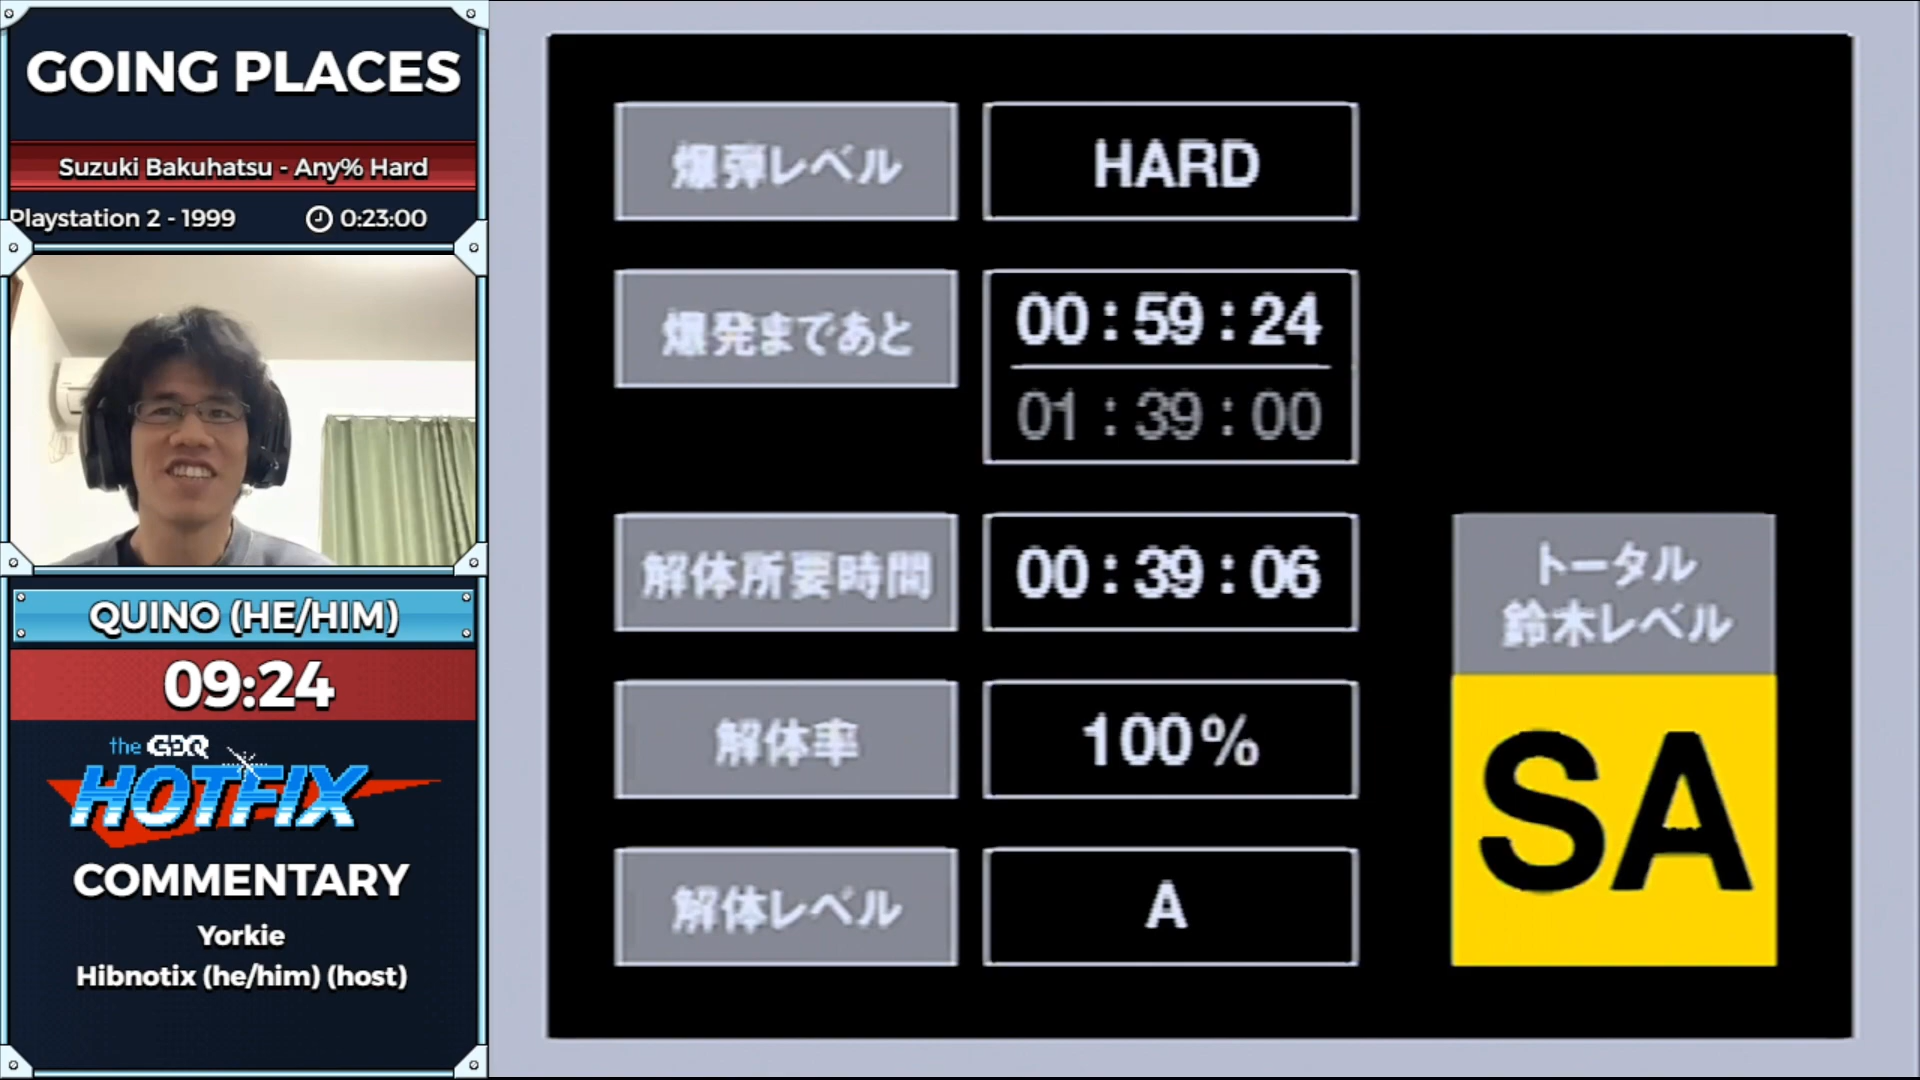 GOING PLACES
Suzuki Bakuhatsu - Any% Hard
Playstation 2 - 1999
0:23:00
QUINO (HE/HIM)
09:24
the GDQ
HOTFIX
COMMENTARY
Yorkie
Hibnotix (he/him) (host)
爆弾レベル
HARD
爆発まであと
00:59:24
01:39:00
解体所要時間
00:39:06
解体率
100%
解体レベル
A
トータル
鈴木レベル
SA